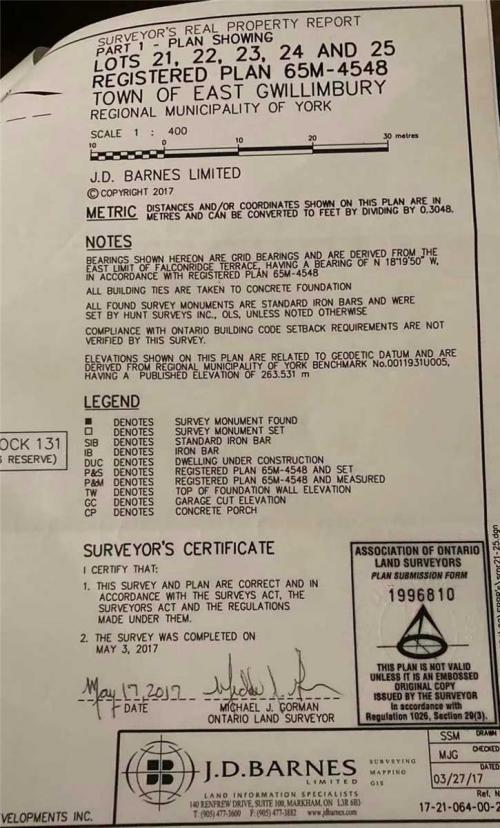 SURVEYOR'S REAL PROPERTY REPORT
PART 1 - PLAN SHOWING
LOTS 21, 22, 23, 24 AND 25
REGISTERED PLAN 65M-4548
TOWN OF EAST GWILLIMBURY
REGIONAL MUNICIPALITY OF YORK
SCALE 1 : 400
10 0 10 20 30 metres
J.D. BARNES LIMITED
© COPYRIGHT 2017
METRIC DISTANCES AND/OR COORDINATES SHOWN ON THIS PLAN ARE IN
METRES AND CAN BE CONVERTED TO FEET BY DIVIDING BY 0.3048.
NOTES
BEARINGS SHOWN HEREON ARE GRID BEARINGS AND ARE DERIVED FROM THE
EAST LIMIT OF FALCONRIDGE TERRACE, HAVING A BEARING OF N 18°19'50" W,
IN ACCORDANCE WITH REGISTERED PLAN 65M-4548
ALL BUILDING TIES ARE TAKEN TO CONCRETE FOUNDATION
ALL FOUND SURVEY MONUMENTS ARE STANDARD IRON BARS AND WERE
SET BY HUNT SURVEYS INC., OLS, UNLESS NOTED OTHERWISE
COMPLIANCE WITH ONTARIO BUILDING CODE SETBACK REQUIREMENTS ARE NOT
VERIFIED BY THIS SURVEY.
ELEVATIONS SHOWN ON THIS PLAN ARE RELATED TO GEODETIC DATUM AND ARE
DERIVED FROM REGIONAL MUNICIPALITY OF YORK BENCHMARK No.0011931U005,
HAVING A PUBLISHED ELEVATION OF 263.531 m
LEGEND
■ DENOTES SURVEY MONUMENT FOUND
□ DENOTES SURVEY MONUMENT SET
SIB DENOTES STANDARD IRON BAR
IB DENOTES IRON BAR
DUC DENOTES DWELLING UNDER CONSTRUCTION
P&S DENOTES REGISTERED PLAN 65M-4548 AND SET
P&M DENOTES REGISTERED PLAN 65M-4548 AND MEASURED
TW DENOTES TOP OF FOUNDATION WALL ELEVATION
GC DENOTES GARAGE CUT ELEVATION
CP DENOTES CONCRETE PORCH
OCK 131
RESERVE)
SURVEYOR'S CERTIFICATE
I CERTIFY THAT:
1. THIS SURVEY AND PLAN ARE CORRECT AND IN
ACCORDANCE WITH THE SURVEYS ACT, THE
SURVEYORS ACT AND THE REGULATIONS
MADE UNDER THEM.
2. THE SURVEY WAS COMPLETED ON
MAY 3, 2017
May 17, 2017
DATE
MICHAEL J. GORMAN
ONTARIO LAND SURVEYOR
ASSOCIATION OF ONTARIO
LAND SURVEYORS
PLAN SUBMISSION FORM
1996810
THIS PLAN IS NOT VALID
UNLESS IT IS AN EMBOSSED
ORIGINAL COPY
ISSUED BY THE SURVEYOR
In accordance with
Regulation 1026, Section 29(3).
VELOPMENTS INC.
J.D.BARNES
LIMITED
SURVEYING
MAPPING
GIS
LAND INFORMATION SPECIALISTS
140 RENFREW DRIVE, SUITE 100, MARKHAM, ON L3R 6B3
T: (905) 477-3600 F: (905) 477-3882 www.jdbarnes.com
SSM DRAWN
MJG CHECKED
DATED
03/27/17
Ref. N
17-21-064-00-2